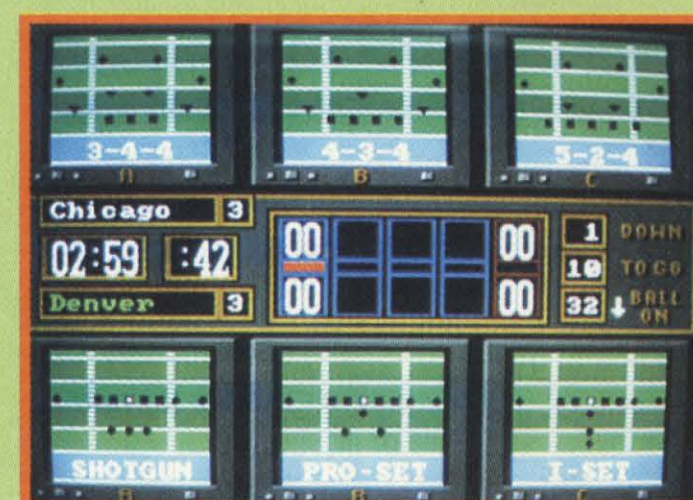 3-4-4
4-3-4
5-2-4
A
B
C
Chicago 3
02:59 :42
Denver 3
00 00
00 00
1 DOWN
10 TO GO
32 BALL ON
SHOTGUN
PRO-SET
I-SET
A
B
C